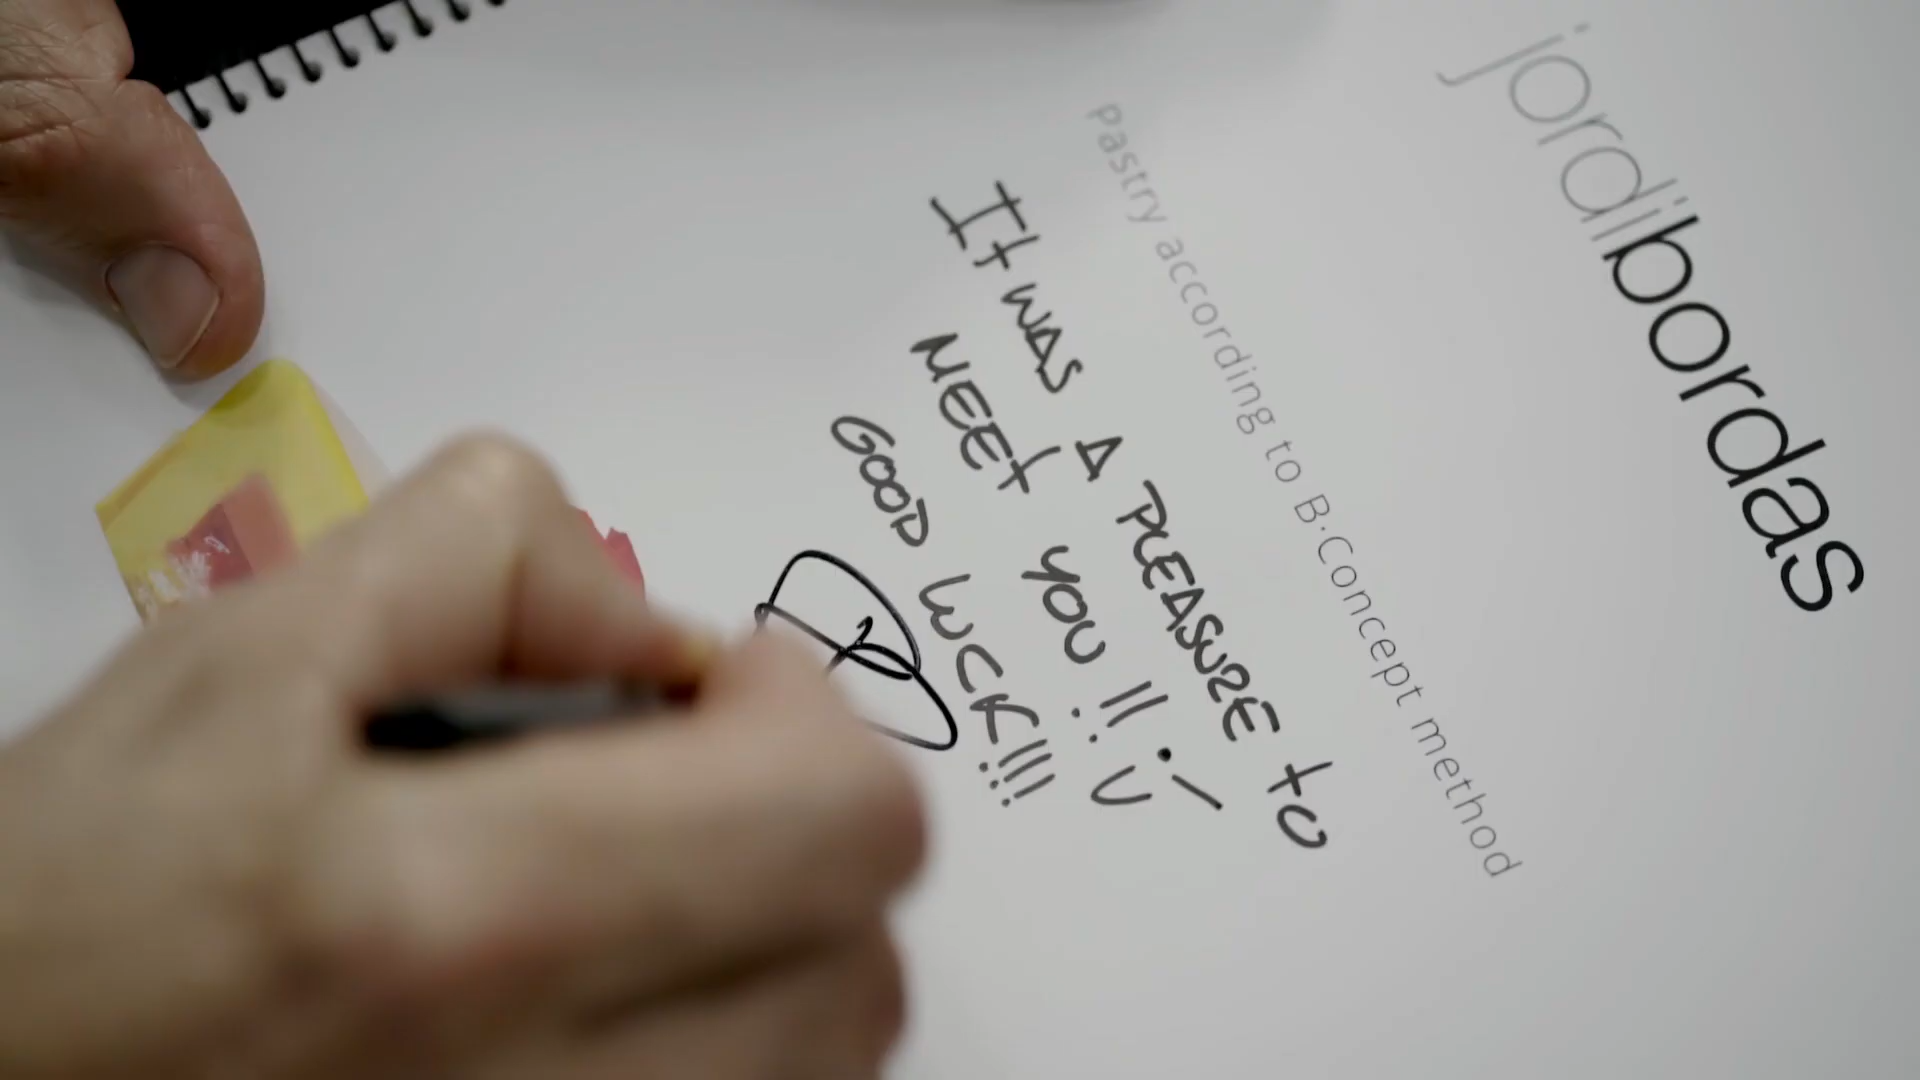 jordibordas
Pastry according to B·Concept method
It WAS A PLEASURE to
MEET YOU!!
GOOD LUCK!!!